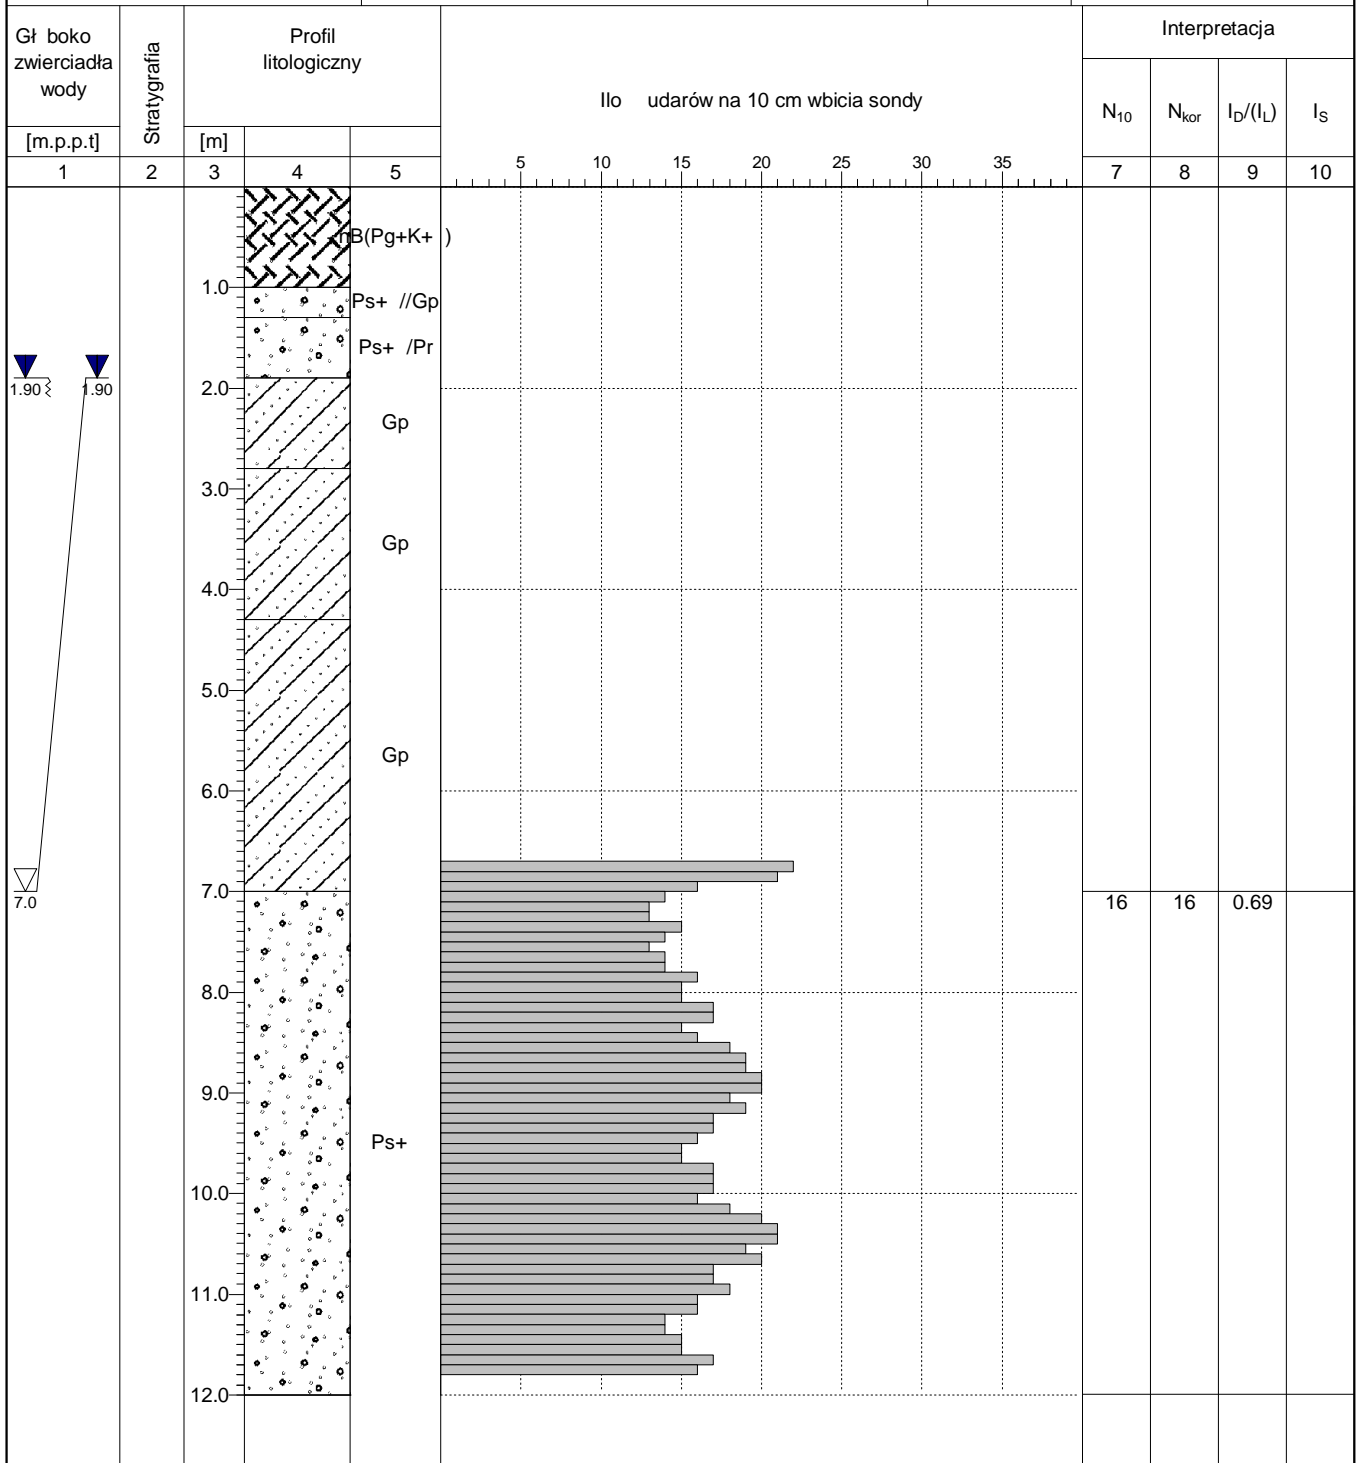 Gł boko
zwierciadła
wody
[m.p.p.t]
1
Stratygrafia
2
Profil
litologiczny
[m]
3
4
5
Ilo udarów na 10 cm wbicia sondy
5 10 15 20 25 30 35
Interpretacja
N10 Nkor ID/(IL) IS
7 8 9 10
nB(Pg+K+ )
1.0
Ps+ //Gp
Ps+ /Pr
1.90 1.90
2.0
Gp
3.0
Gp
4.0
5.0
Gp
6.0
7.0
7.0
16 16 0.69
8.0
9.0
Ps+
10.0
11.0
12.0